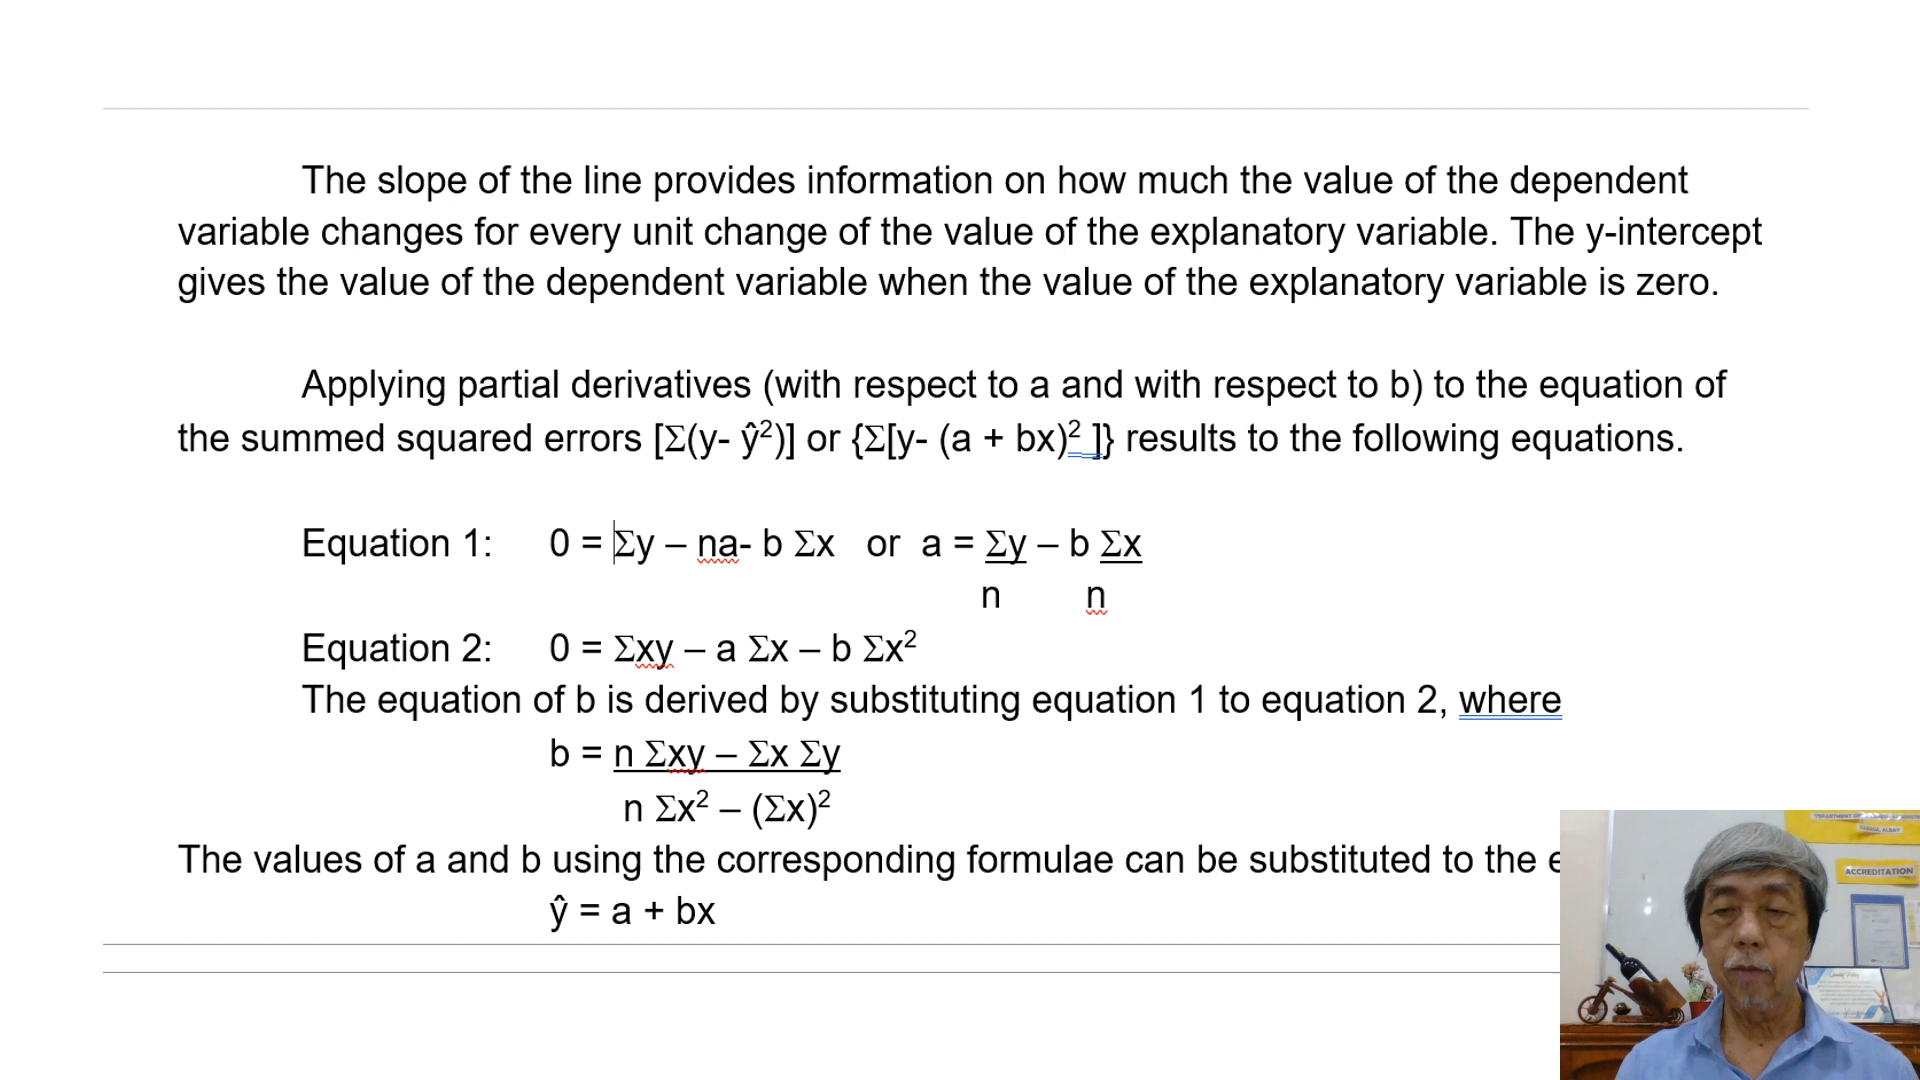 The slope of the line provides information on how much the value of the dependent
variable changes for every unit change of the value of the explanatory variable. The y-intercept
gives the value of the dependent variable when the value of the explanatory variable is zero.
Applying partial derivatives (with respect to a and with respect to b) to the equation of
the summed squared errors [Σ(y- ŷ²)] or {Σ[y- (a + bx)² ]} results to the following equations.
Equation 1: 0 = Σy – na- b Σx or a = Σy – b Σx
n n
Equation 2: 0 = Σxy – a Σx – b Σx²
The equation of b is derived by substituting equation 1 to equation 2, where
b = n Σxy – Σx Σy
n Σx² – (Σx)²
The values of a and b using the corresponding formulae can be substituted to the
ŷ = a + bx
ACCREDITATION